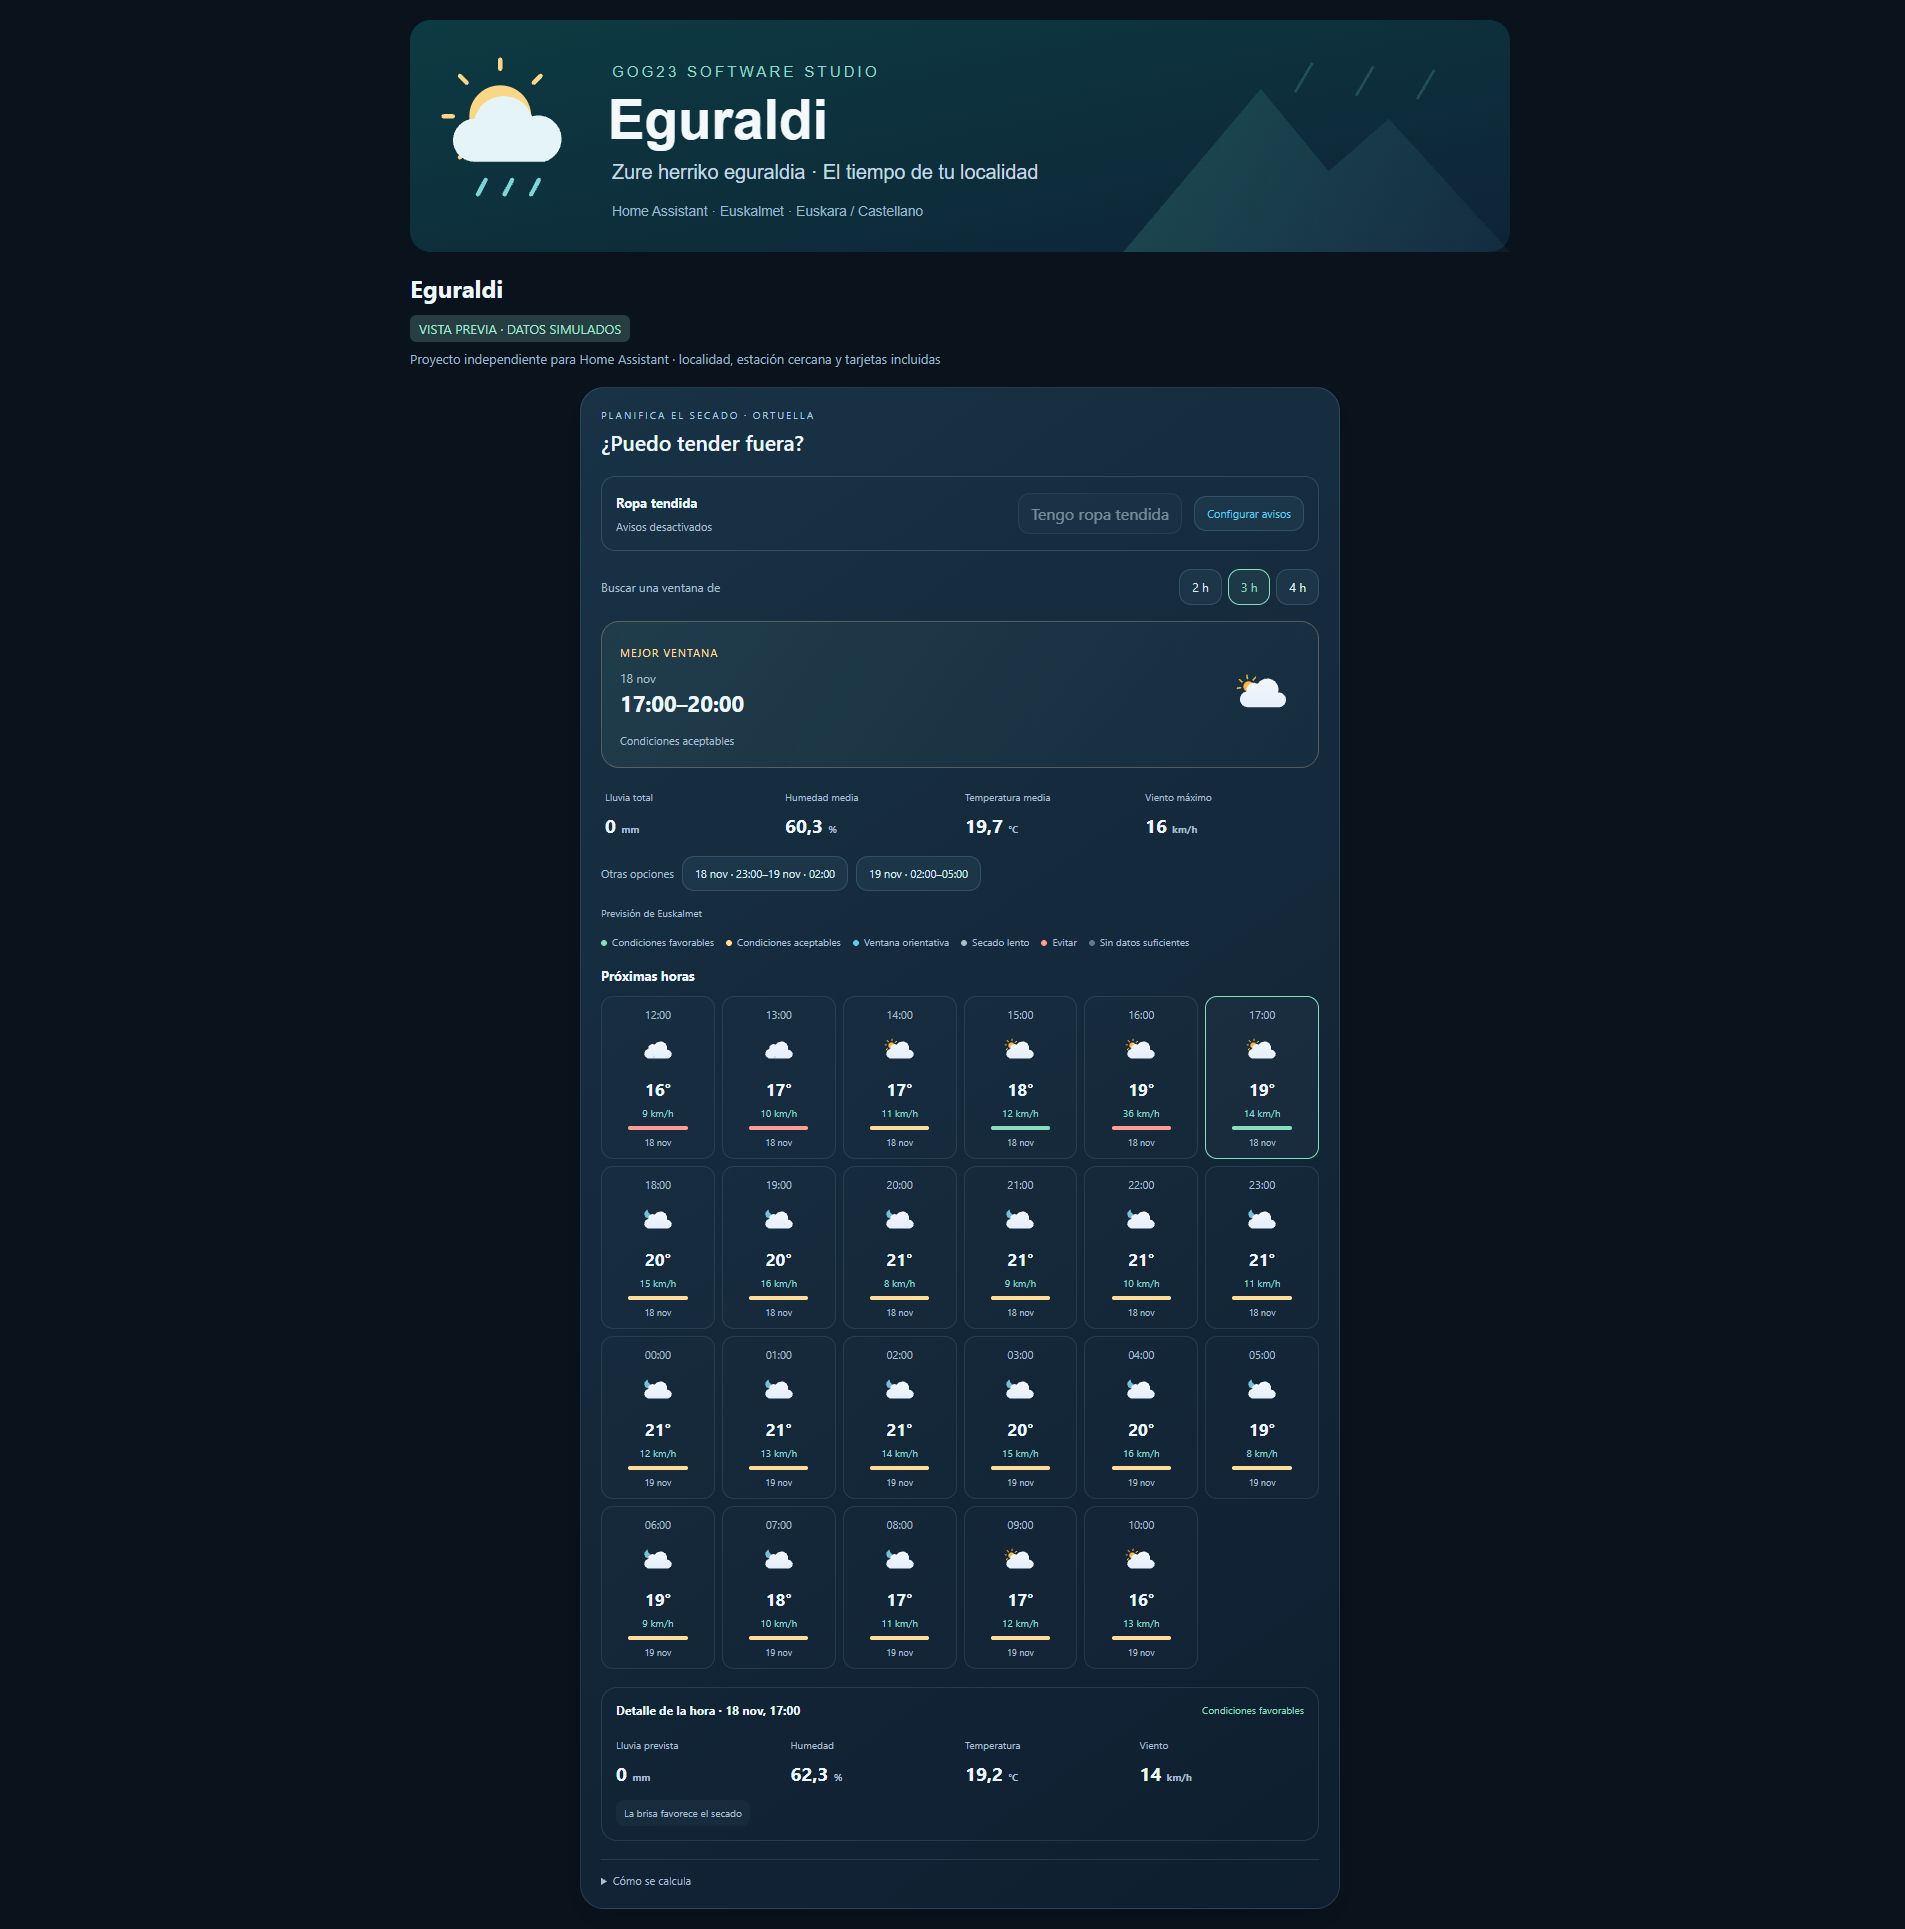 GOG23 SOFTWARE STUDIO
Eguraldi
Zure herriko eguraldia · El tiempo de tu localidad
Home Assistant · Euskalmet · Euskara / Castellano
Eguraldi
VISTA PREVIA · DATOS SIMULADOS
Proyecto independiente para Home Assistant · localidad, estación cercana y tarjetas incluidas
PLANIFICA EL SECADO · ORTUELLA
¿Puedo tender fuera?
Ropa tendida
Avisos desactivados
Tengo ropa tendida
Configurar avisos
Buscar una ventana de
2 h 3 h 4 h
MEJOR VENTANA
18 nov
17:00–20:00
Condiciones aceptables
Lluvia total Humedad media Temperatura media Viento máximo
0 mm 60,3 % 19,7 °C 16 km/h
Otras opciones 18 nov · 23:00–19 nov · 02:00 19 nov · 02:00–05:00
Previsión de Euskalmet
Condiciones favorables Condiciones aceptables Ventana orientativa Secado lento Evitar Sin datos suficientes
Próximas horas
12:00 13:00 14:00 15:00 16:00 17:00
16° 17° 17° 18° 19° 19°
9 km/h 10 km/h 11 km/h 12 km/h 36 km/h 14 km/h
18 nov 18 nov 18 nov 18 nov 18 nov 18 nov
18:00 19:00 20:00 21:00 22:00 23:00
20° 20° 21° 21° 21° 21°
15 km/h 16 km/h 8 km/h 9 km/h 10 km/h 11 km/h
18 nov 18 nov 18 nov 18 nov 18 nov 18 nov
00:00 01:00 02:00 03:00 04:00 05:00
21° 21° 21° 20° 20° 19°
12 km/h 13 km/h 14 km/h 15 km/h 16 km/h 8 km/h
19 nov 19 nov 19 nov 19 nov 19 nov 19 nov
06:00 07:00 08:00 09:00 10:00
19° 18° 17° 17° 16°
9 km/h 10 km/h 11 km/h 12 km/h 13 km/h
19 nov 19 nov 19 nov 19 nov 19 nov
Detalle de la hora · 18 nov, 17:00 Condiciones favorables
Lluvia prevista Humedad Temperatura Viento
0 mm 62,3 % 19,2 °C 14 km/h
La brisa favorece el secado
Cómo se calcula